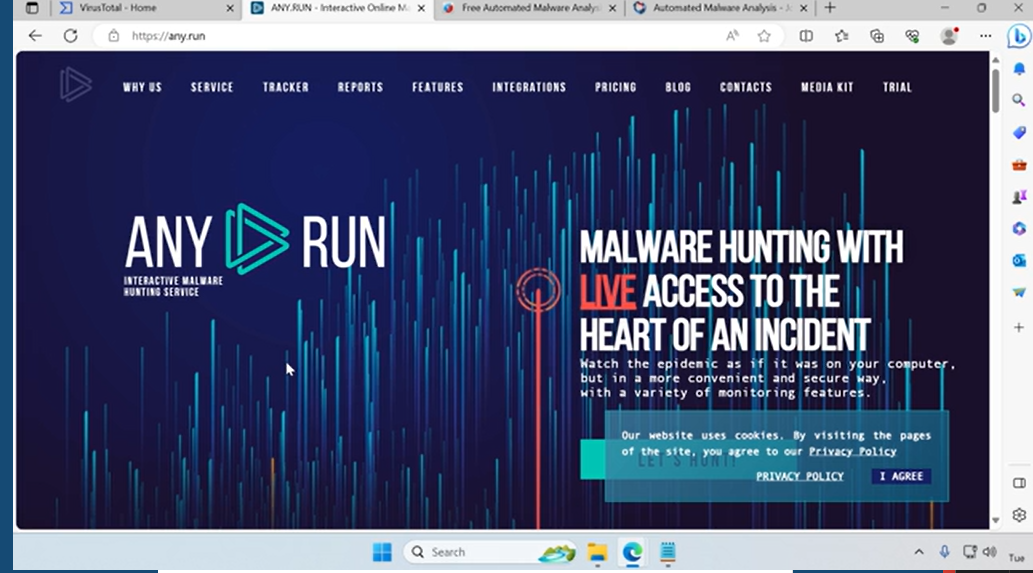 VirusTotal - Home
ANY.RUN - Interactive Online M
Free Automated Malware Analysi
Automated Malware Analysis - Jo
https://any.run
WHY US SERVICE TRACKER REPORTS FEATURES INTEGRATIONS PRICING BLOG CONTACTS MEDIA KIT TRIAL
ANY RUN
INTERACTIVE MALWARE
HUNTING SERVICE
MALWARE HUNTING WITH
LIVE ACCESS TO THE
HEART OF AN INCIDENT
Watch the epidemic as if it was on your computer,
but in a more convenient and secure way,
with a variety of monitoring features.
LET'S HUNT!
Our website uses cookies. By visiting the pages
of the site, you agree to our Privacy Policy
PRIVACY POLICY I AGREE
Search
Tue